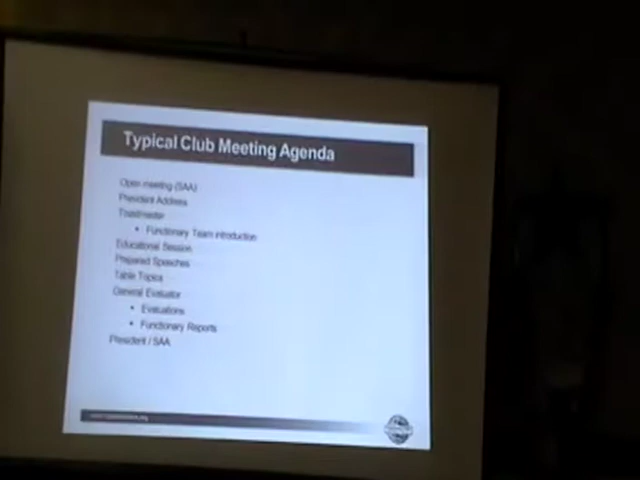 Typical Club Meeting Agenda
Open meeting (SAA)
President Address
Toastmaster
• Functionary Team introduction
Educational Session
Prepared Speeches
Table Topics
General Evaluator
• Evaluations
• Functionary Reports
President / SAA